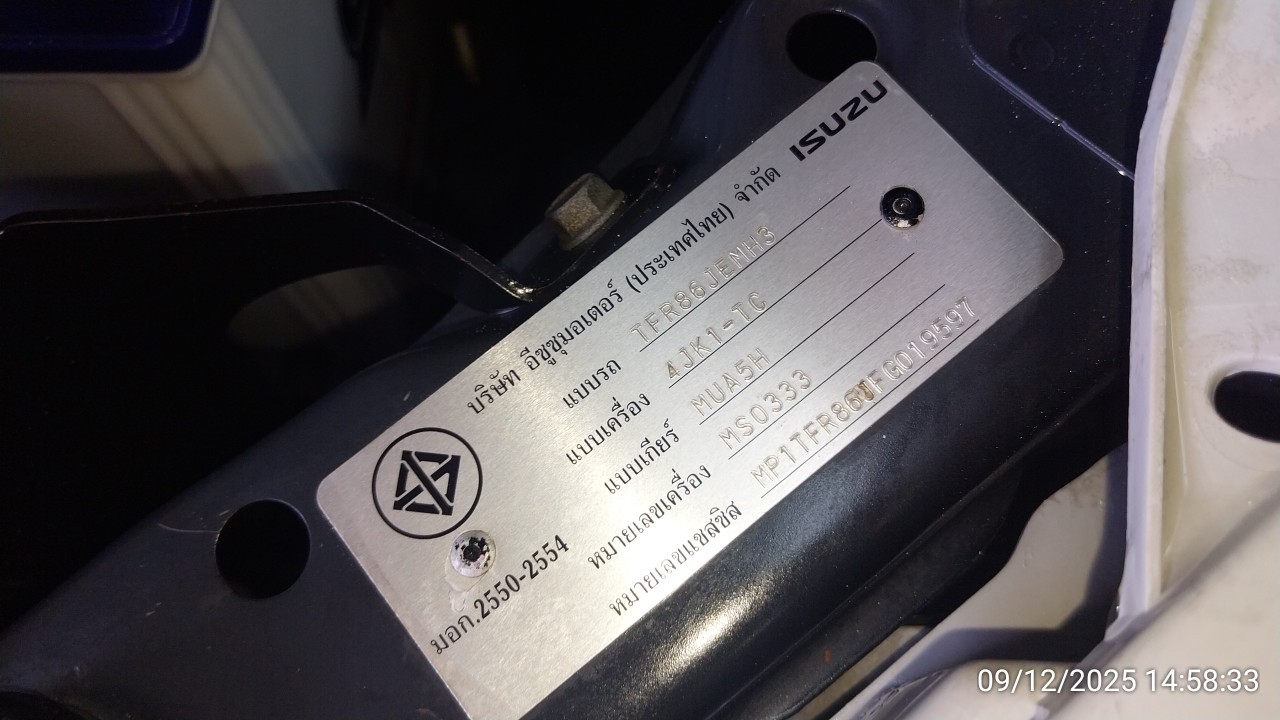 ISUZU
บริษัท อีซูซุมอเตอร์ (ประเทศไทย) จำกัด
แบบรถ TFR86JEMH3
แบบเครื่อง 4JK1-TC
แบบเกียร์ MUA5H
หมายเลขเครื่อง MS0333
หมายเลขแชสซิส MP1TFR86JFG019597
มอก.2550-2554
09/12/2025 14:58:33